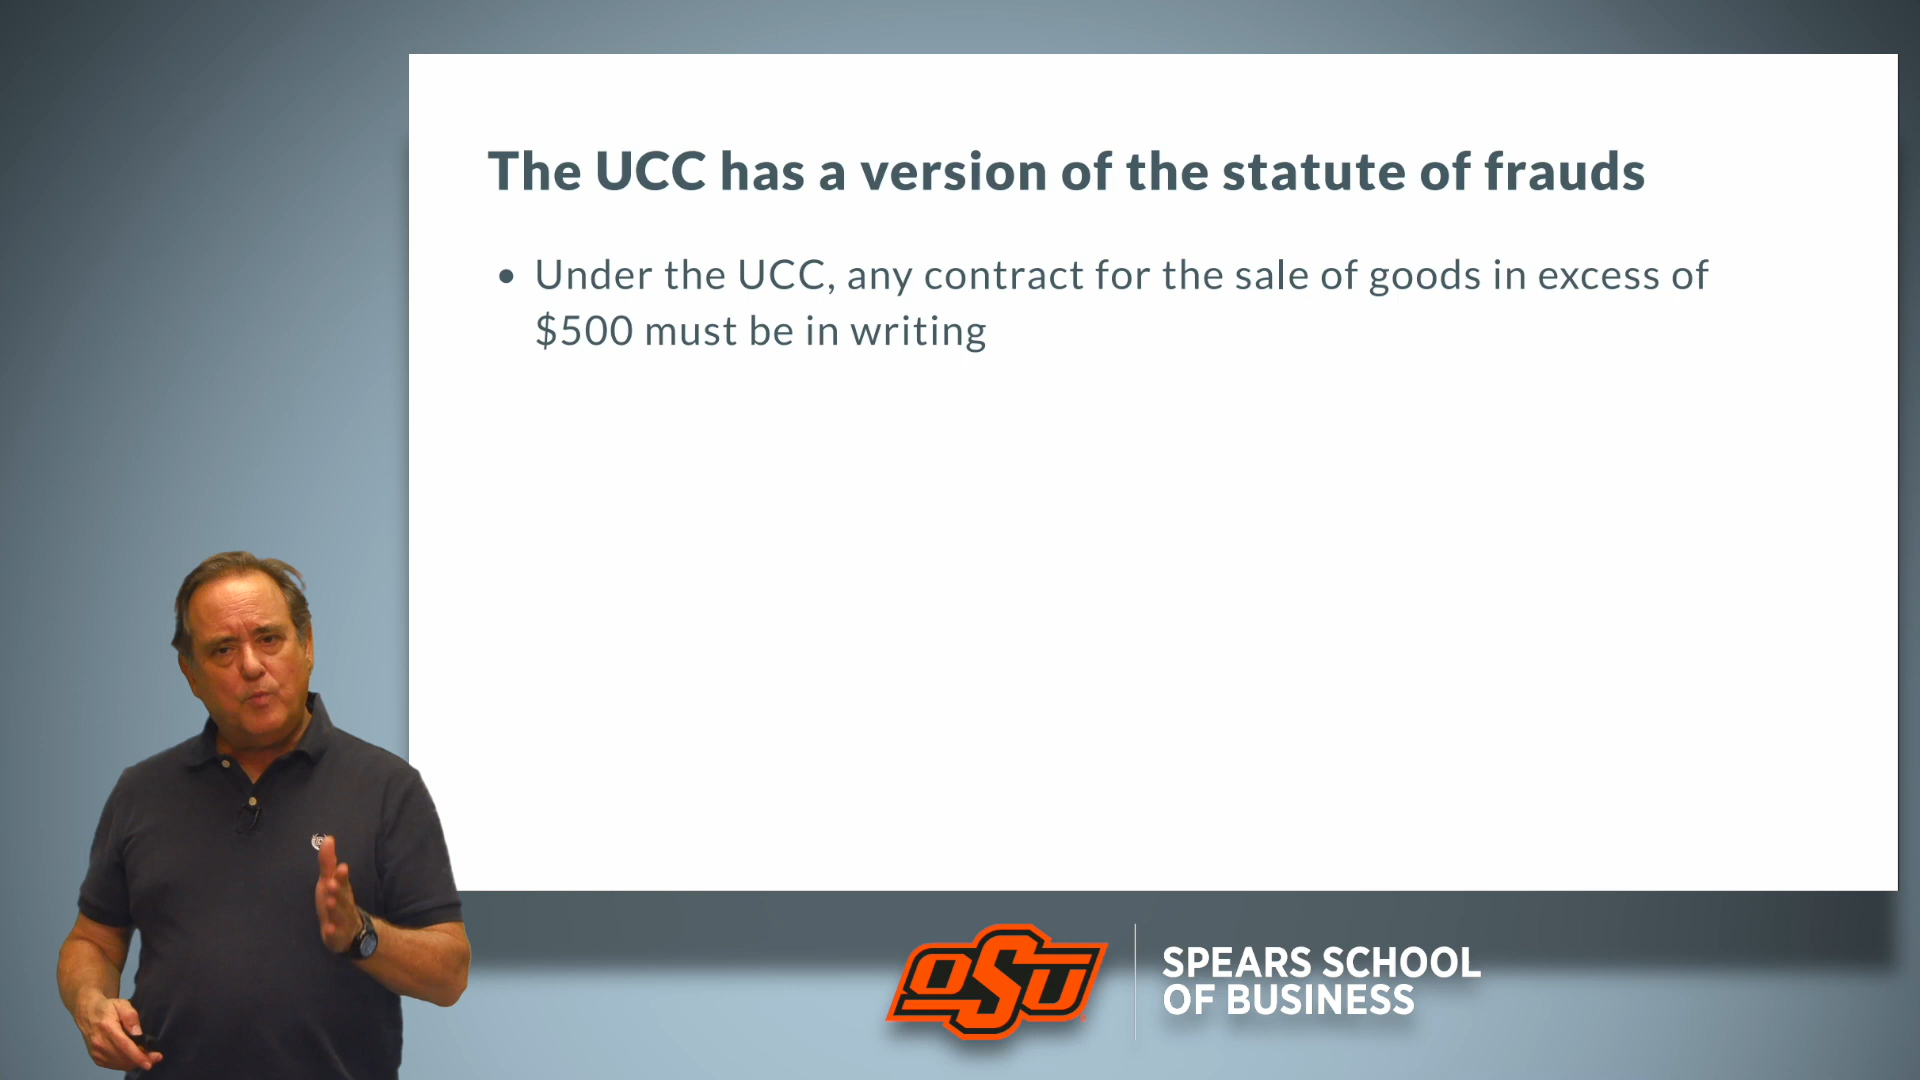 The UCC has a version of the statute of frauds
• Under the UCC, any contract for the sale of goods in excess of
$500 must be in writing
OSU
SPEARS SCHOOL
OF BUSINESS